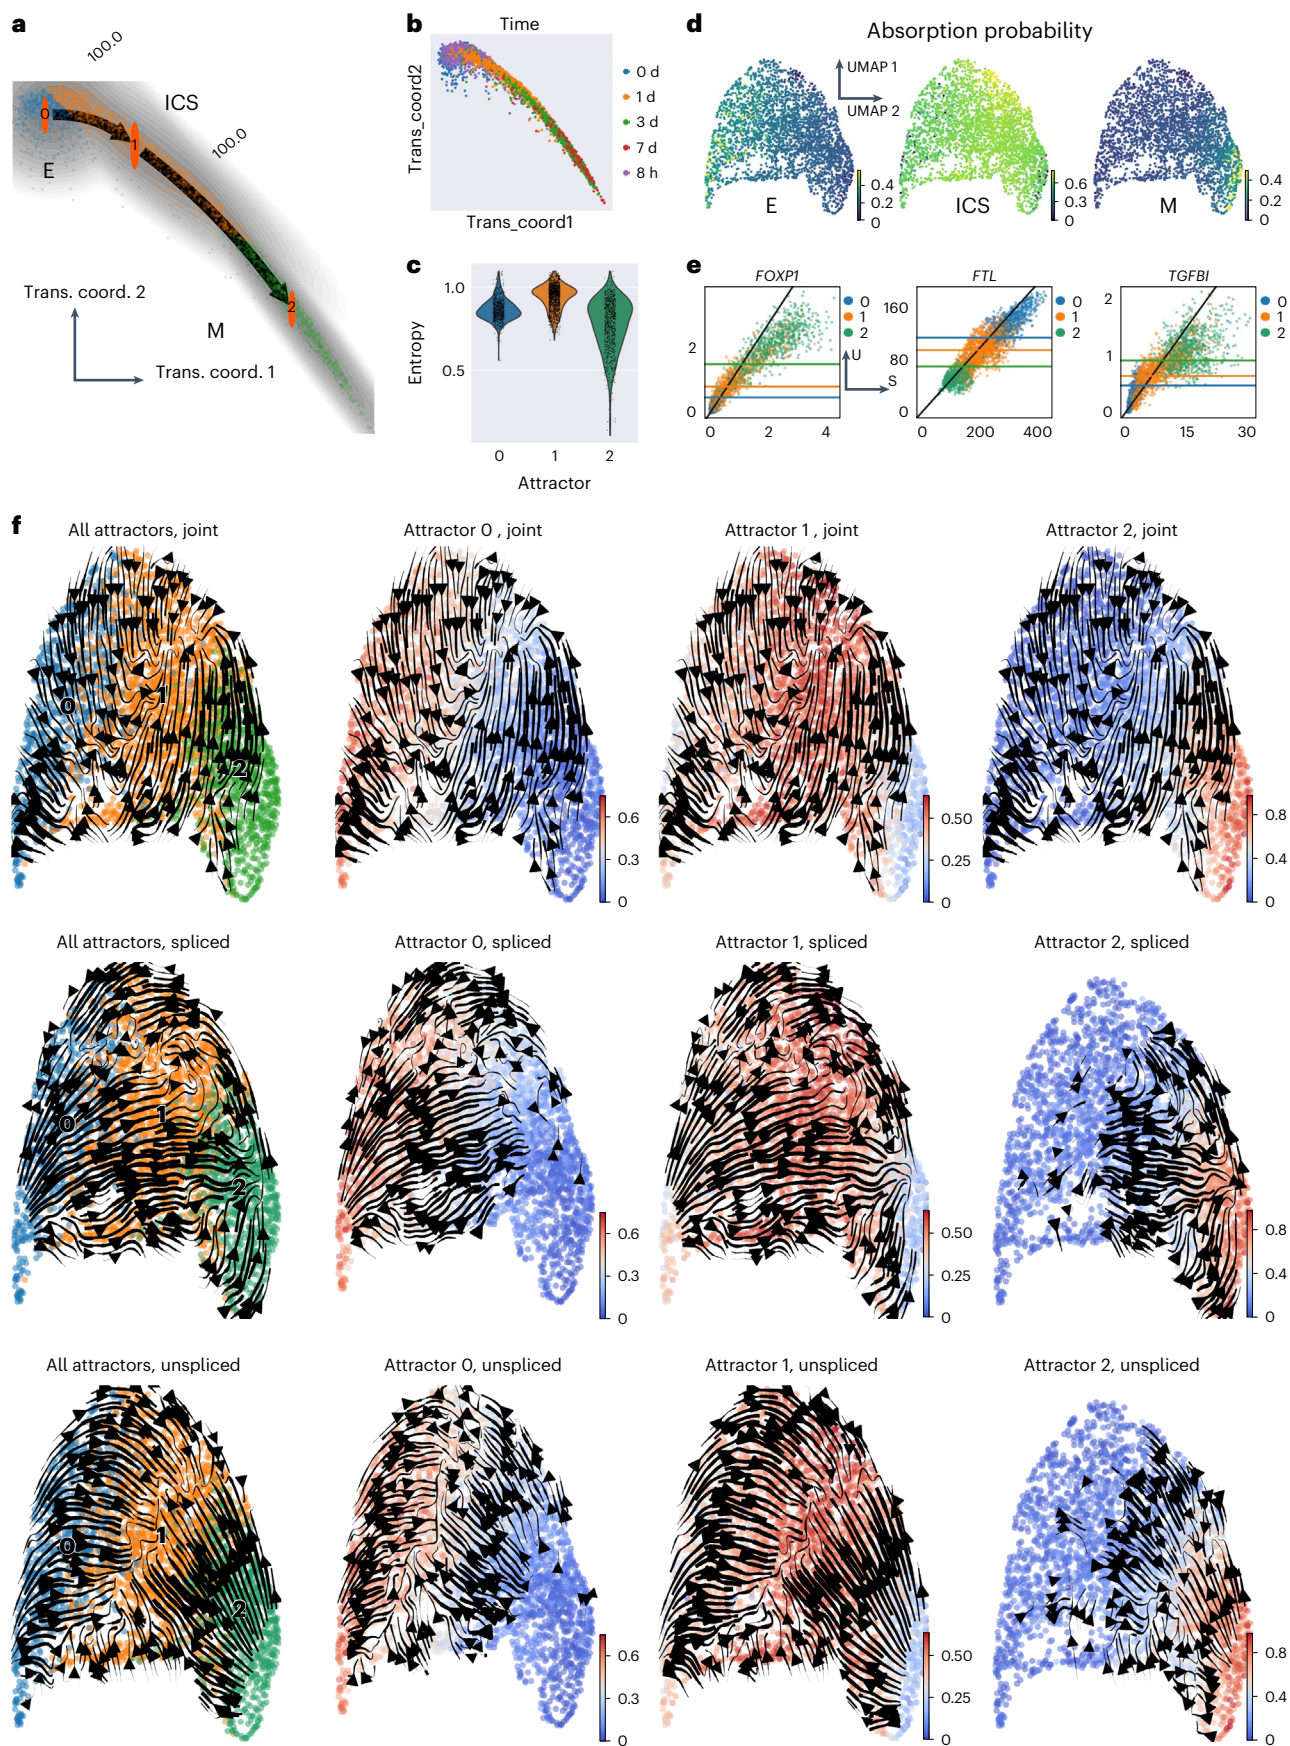 a
100.0
ICS
100.0
0
1
E
2
M
Trans. coord. 2
Trans. coord. 1
b
Time
Trans_coord2
Trans_coord1
0 d
1 d
3 d
7 d
8 h
c
Entropy
1.0
0.5
0 1 2
Attractor
d
Absorption probability
UMAP 1
UMAP 2
E
0.4
0.2
0
ICS
0.6
0.3
0
M
0.4
0.2
0
e
FOXP1
2
0
0 2 4
0
1
2
U
S
FTL
160
80
0
0 200 400
0
1
2
TGFBI
2
1
0
0 15 30
0
1
2
f
All attractors, joint
0
1
2
Attractor 0 , joint
0.6
0.3
0
Attractor 1 , joint
0.50
0.25
0
Attractor 2, joint
0.8
0.4
0
All attractors, spliced
0
1
2
Attractor 0, spliced
0.6
0.3
0
Attractor 1, spliced
0.50
0.25
0
Attractor 2, spliced
0.8
0.4
0
All attractors, unspliced
0
1
2
Attractor 0, unspliced
0.6
0.3
0
Attractor 1, unspliced
0.50
0.25
0
Attractor 2, unspliced
0.8
0.4
0